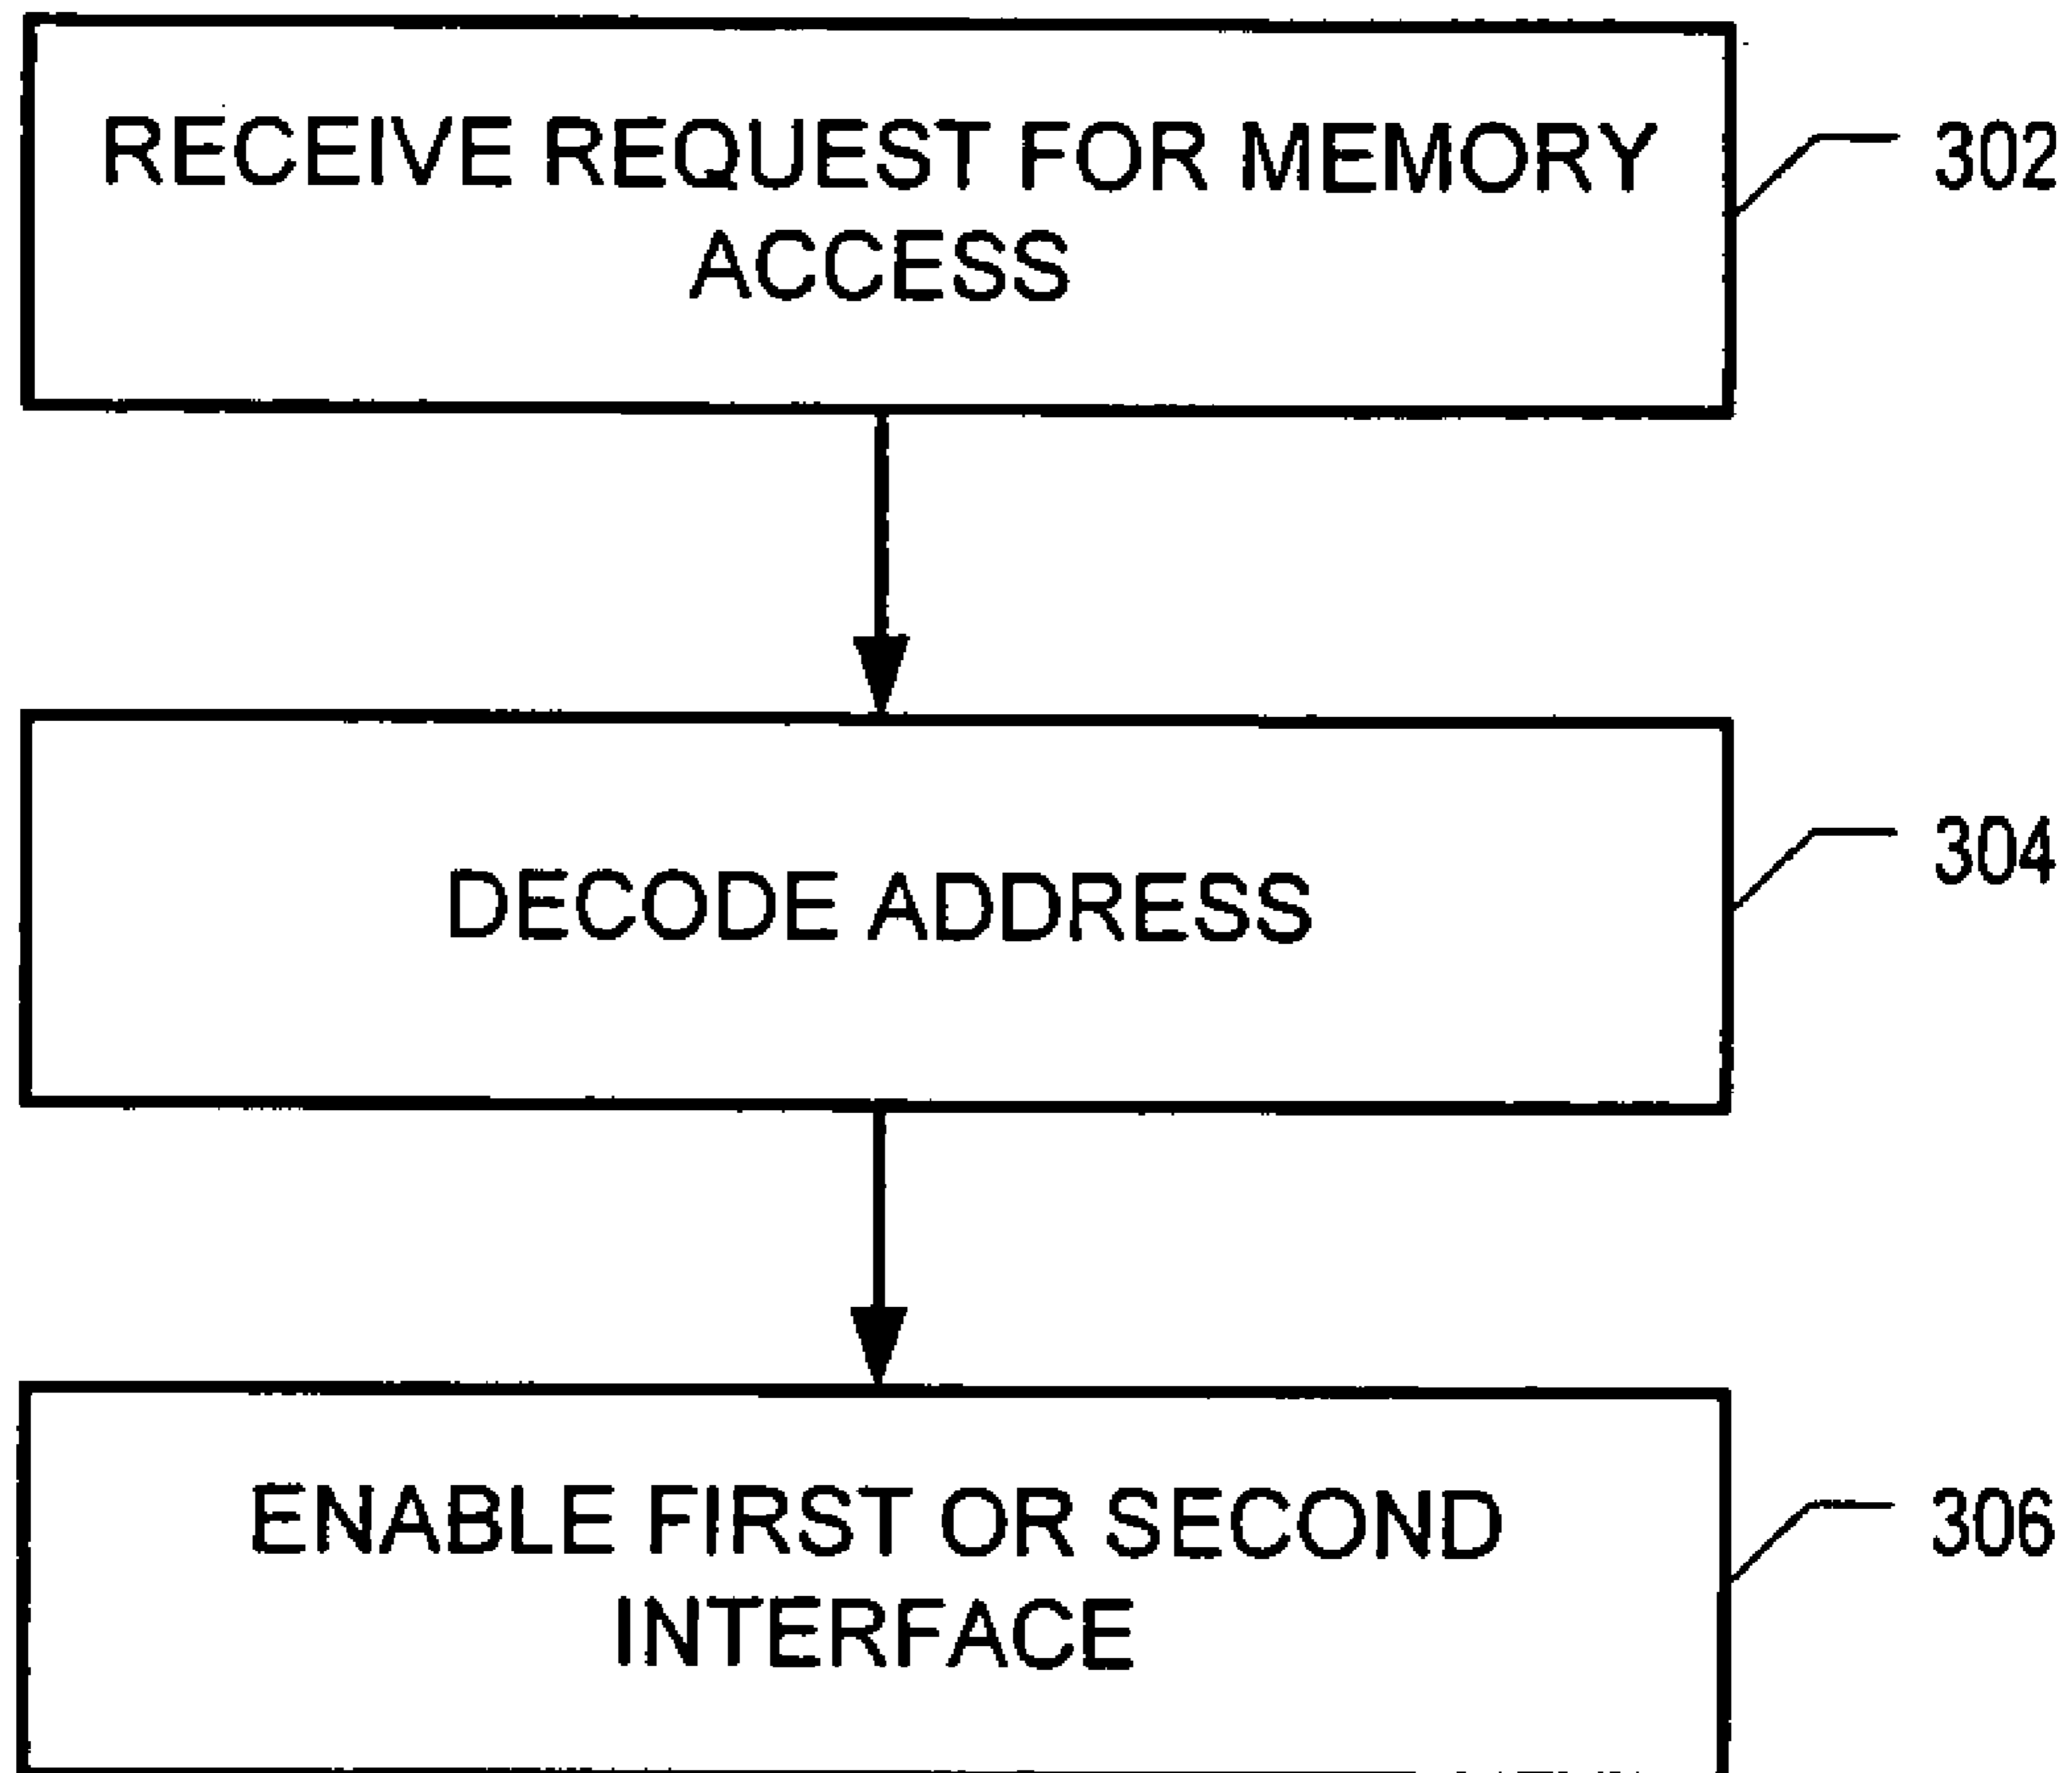 RECEIVE REQUEST FOR MEMORY
ACCESS
302
DECODE ADDRESS
304
ENABLE FIRST OR SECOND
INTERFACE
306